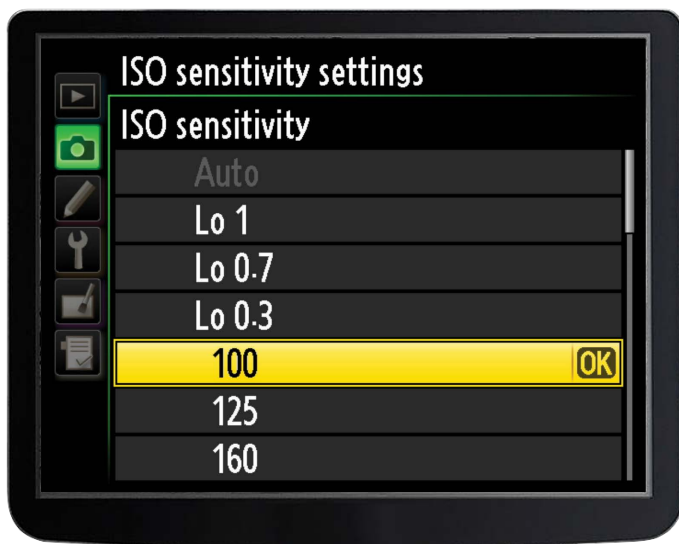 ISO sensitivity settings
ISO sensitivity
Auto
Lo 1
Lo 0.7
Lo 0.3
100 OK
125
160